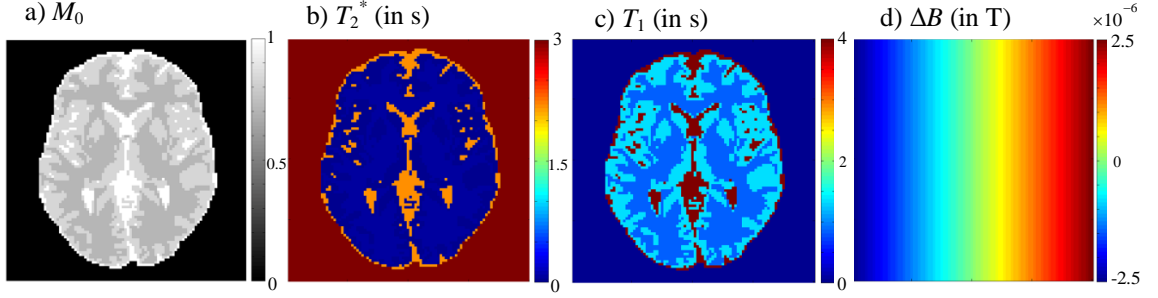 a) M₀ b) T₂* (in s) c) T₁ (in s) d) ΔB (in T)
×10⁻⁶
1 3 4 2.5
0.5 1.5 2 0
0 0 0 -2.5